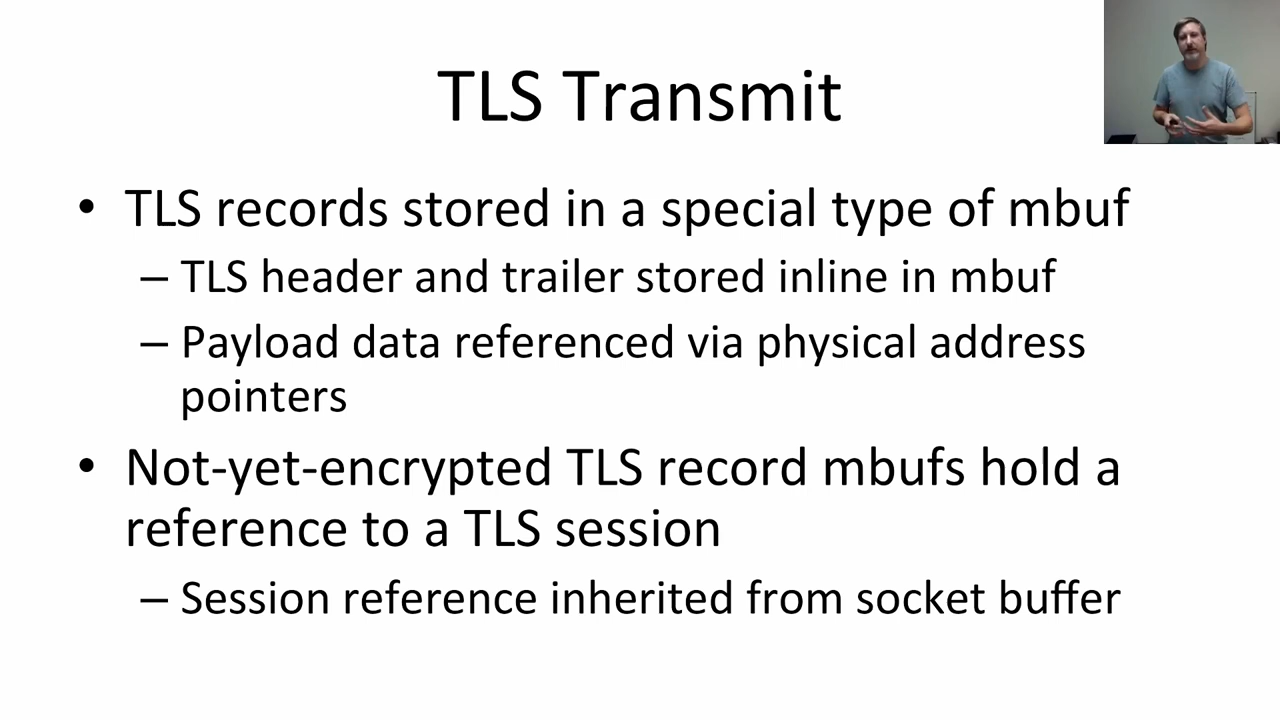 TLS Transmit
• TLS records stored in a special type of mbuf
– TLS header and trailer stored inline in mbuf
– Payload data referenced via physical address
pointers
• Not-yet-encrypted TLS record mbufs hold a
reference to a TLS session
– Session reference inherited from socket buffer